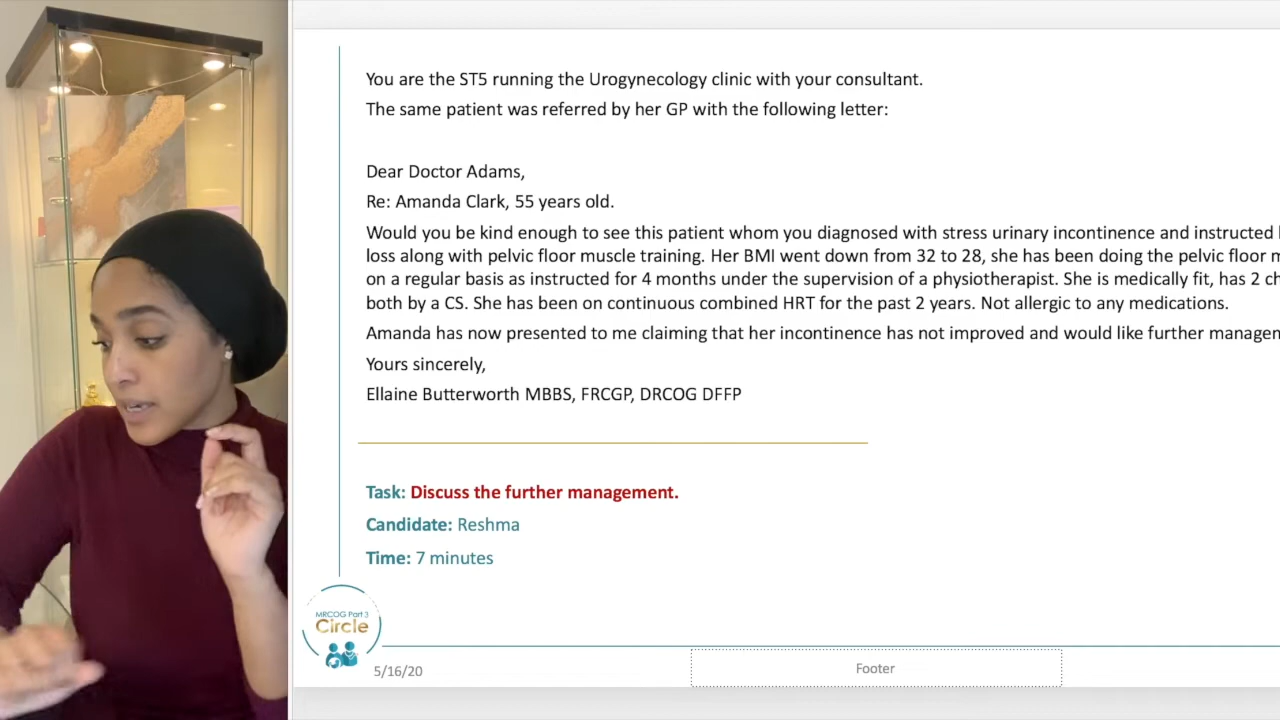 You are the ST5 running the Urogynecology clinic with your consultant.
The same patient was referred by her GP with the following letter:
Dear Doctor Adams,
Re: Amanda Clark, 55 years old.
Would you be kind enough to see this patient whom you diagnosed with stress urinary incontinence and instructed
loss along with pelvic floor muscle training. Her BMI went down from 32 to 28, she has been doing the pelvic floor
on a regular basis as instructed for 4 months under the supervision of a physiotherapist. She is medically fit, has 2
both by a CS. She has been on continuous combined HRT for the past 2 years. Not allergic to any medications.
Amanda has now presented to me claiming that her incontinence has not improved and would like further
Yours sincerely,
Ellaine Butterworth MBBS, FRCGP, DRCOG DFFP
Task: Discuss the further management.
Candidate: Reshma
Time: 7 minutes
MRCOG Part 3
Circle
5/16/20
Footer